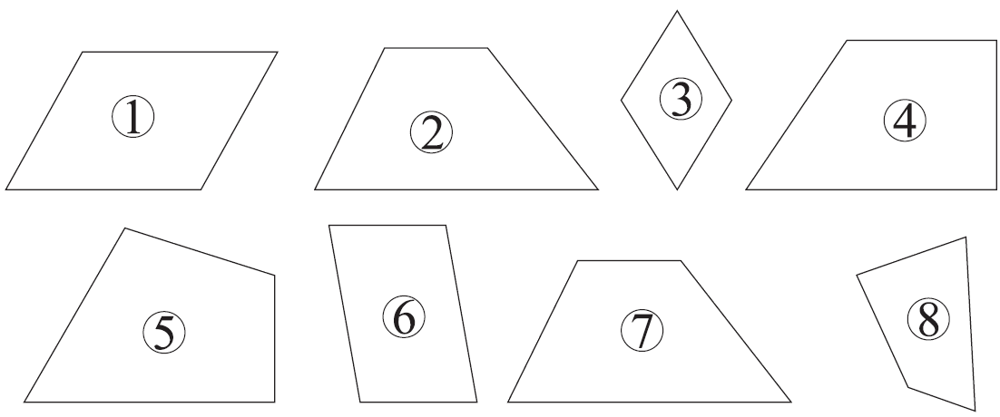 ① ② ③ ④
⑤ ⑥ ⑦ ⑧